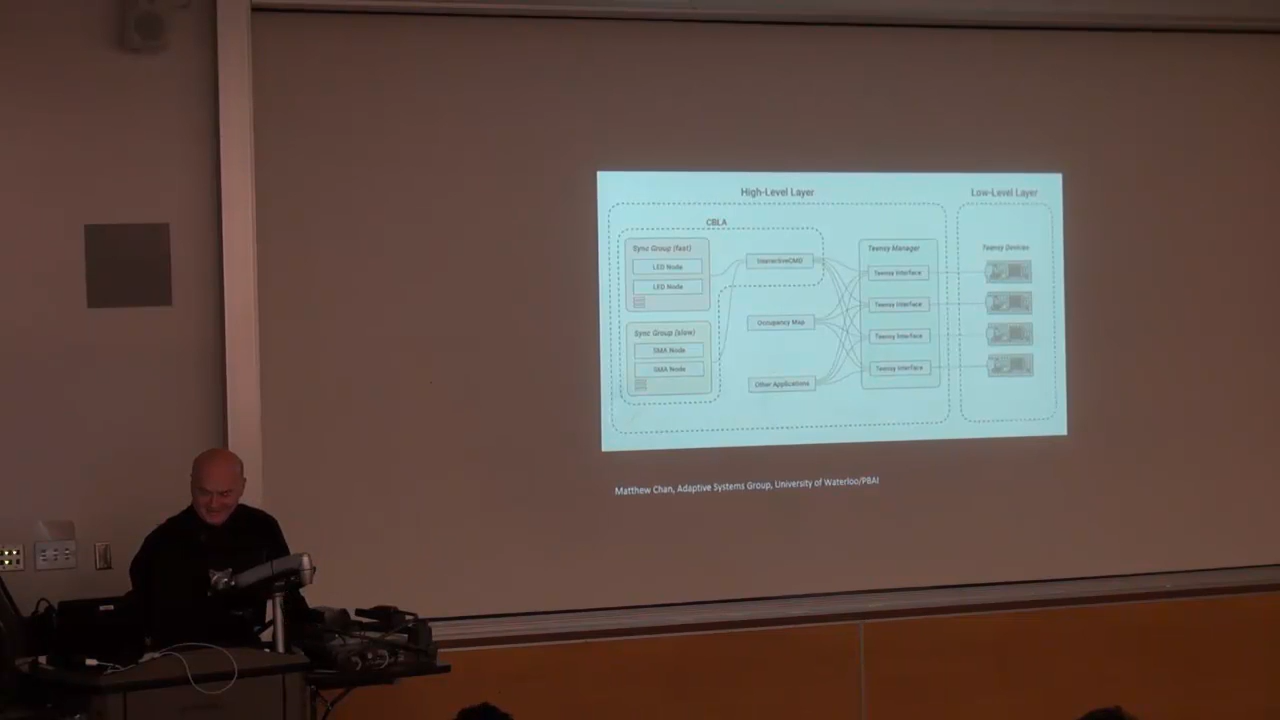 High-Level Layer
Low-Level Layer
CBLA
Sync Group (fast)
LED Node
LED Node
InteractiveCMD
Teensy Manager
Teensy Interface
Teensy Interface
Teensy Interface
Teensy Interface
Teensy Devices
Sync Group (slow)
SMA Node
SMA Node
Occupancy Map
Other Applications
Matthew Chan, Adaptive Systems Group, University of Waterloo/PBAI